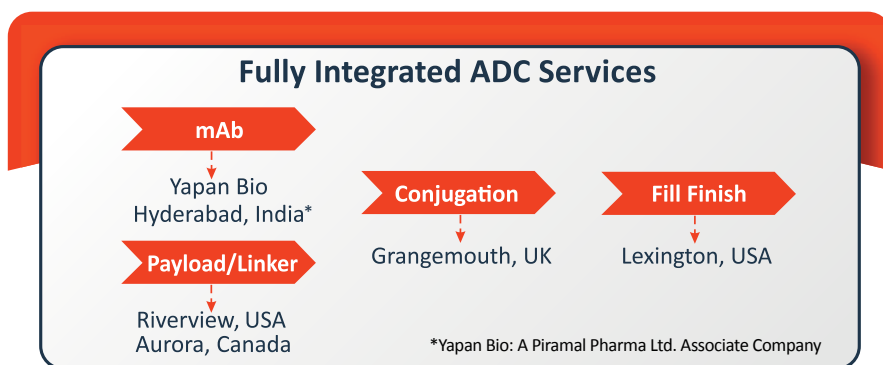 Fully Integrated ADC Services
mAb
Yapan Bio
Hyderabad, India*
Payload/Linker
Riverview, USA
Aurora, Canada
Conjugation
Grangemouth, UK
Fill Finish
Lexington, USA
*Yapan Bio: A Piramal Pharma Ltd. Associate Company